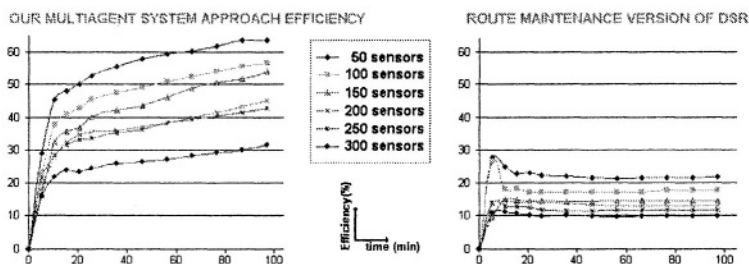 OUR MULTIAGENT SYSTEM APPROACH EFFICIENCY
60
50
40
30
20
10
0
0
20
40
60
80
100
50 sensors
100 sensors
150 sensors
200 sensors
250 sensors
300 sensors
Efficiency(%)
time (min)
ROUTE MAINTENANCE VERSION OF DSR
60
50
40
30
20
10
0
0
20
40
60
80
100